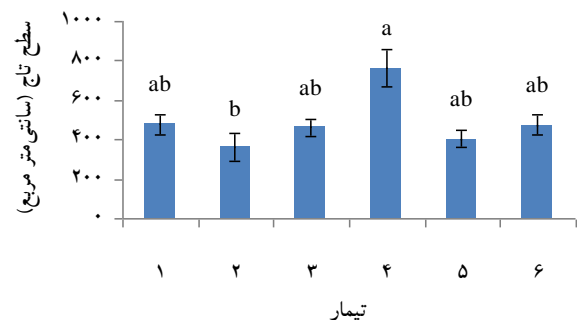 سطح تاج (سانتی‌متر مربع)
۱۰۰۰
۸۰۰
۶۰۰
۴۰۰
۲۰۰
۰
ab
b
ab
a
ab
ab
۱ ۲ ۳ ۴ ۵ ۶
تیمار